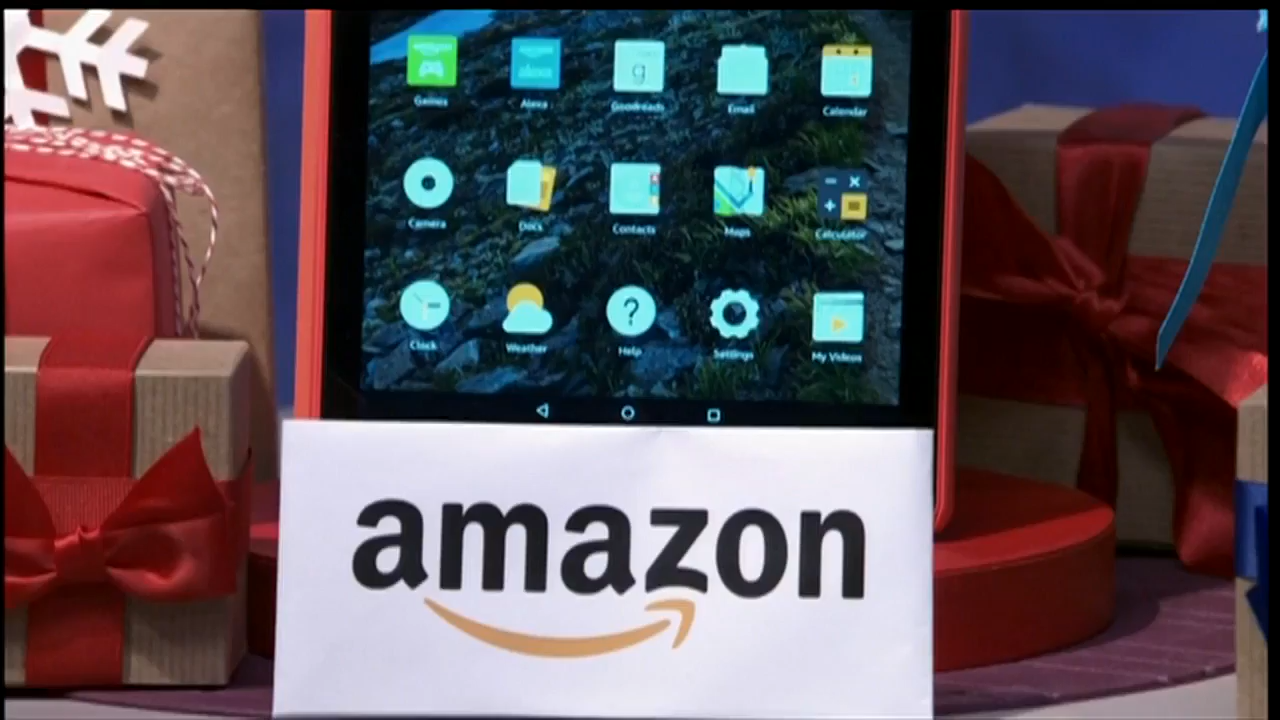 Games Alexa Goodreads Email Calendar
Camera Docs Contacts Maps Calculator
Clock Weather Help Settings My Videos
amazon